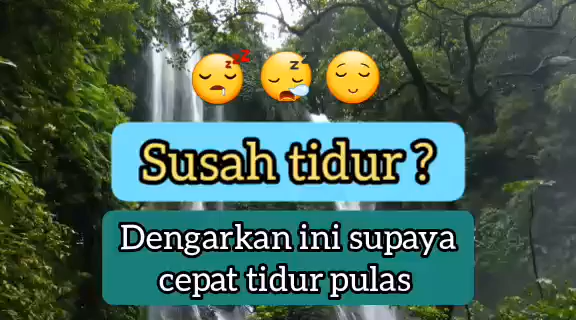 Susah tidur ?
Dengarkan ini supaya
cepat tidur pulas